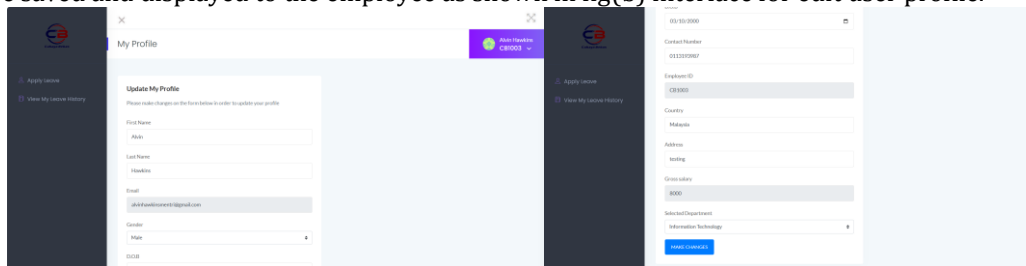 saved and displayed to the employee as shown in fig(b) interface for edit user profile.
My Profile
Alvin Hawkins
CB1003
Apply Leave
View My Leave History
Update My Profile
Please make changes on the form below in order to update your profile
First Name
Alvin
Last Name
Hawkins
Email
Gender
Male
D.O.B
03/10/2000
Contact Number
0113593967
Apply Leave
View My Leave History
Employee ID
CB1003
Country
Malaysia
Address
testing
Gross salary
8000
Selected Department
Information Technology
MAKE CHANGES